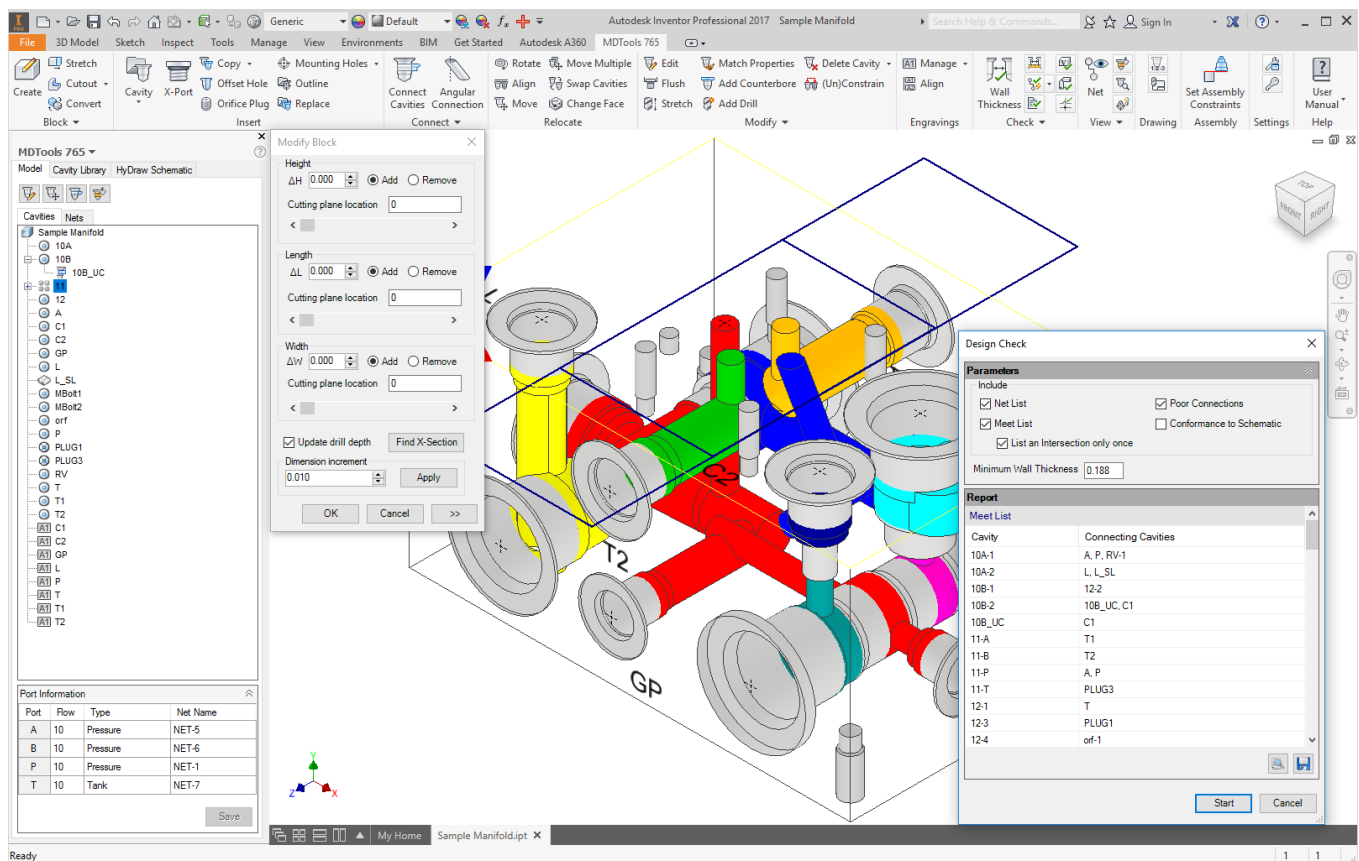 Generic Default Autodesk Inventor Professional 2017 Sample Manifold Search Help & Commands... Sign In
File 3D Model Sketch Inspect Tools Manage View Environments BIM Get Started Autodesk A360 MDTools 765
Stretch Copy Mounting Holes Rotate Move Multiple Edit Match Properties Delete Cavity Manage
Create Cutout Cavity X-Port Offset Hole Outline Connect Cavities Angular Connection Align Swap Cavities Flush Add Counterbore (Un)Constrain Align Wall Thickness Net Set Assembly Constraints User Manual
Convert Orifice Plug Replace Move Change Face Stretch Add Drill
Block Insert Connect Relocate Modify Engravings Check View Drawing Assembly Settings Help
MDTools 765
Model Cavity Library HyDraw Schematic
Cavities Nets
Sample Manifold
10A
10B
10B_UC
11
12
A
C1
C2
GP
L
L_SL
MBolt1
MBolt2
orf
P
PLUG1
PLUG3
RV
T
T1
T2
A1 C1
A1 C2
A1 GP
A1 L
A1 P
A1 T
A1 T1
A1 T2
Port Information
Port Flow Type Net Name
A 10 Pressure NET-5
B 10 Pressure NET-6
P 10 Pressure NET-1
T 10 Tank NET-7
Save
Modify Block
Height
ΔH 0.000 Add Remove
Cutting plane location 0
Length
ΔL 0.000 Add Remove
Cutting plane location 0
Width
ΔW 0.000 Add Remove
Cutting plane location 0
Update drill depth Find X-Section
Dimension increment
0.010 Apply
OK Cancel >>
C2
T2
GP
TOP
FRONT RIGHT
Y
Z X
Design Check
Parameters
Include
Net List Poor Connections
Meet List Conformance to Schematic
List an Intersection only once
Minimum Wall Thickness 0.188
Report
Meet List
Cavity Connecting Cavities
10A-1 A, P, RV-1
10A-2 L, L_SL
10B-1 12-2
10B-2 10B_UC, C1
10B_UC C1
11-A T1
11-B T2
11-P A, P
11-T PLUG3
12-1 T
12-3 PLUG1
12-4 orf-1
Start Cancel
My Home Sample Manifold.ipt
Ready 1 1